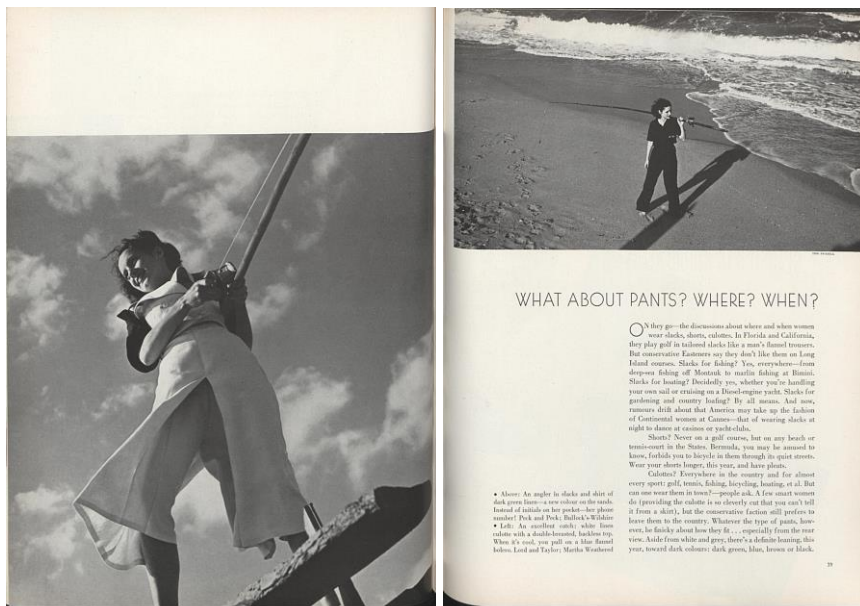 WHAT ABOUT PANTS? WHERE? WHEN?
ON they go—the discussions about where and when women
wear slacks, shorts, culottes. In Florida and California,
they play golf in tailored slacks like a man's flannel trousers.
But conservative Easterners say they don't like them on Long
Island courses. Slacks for fishing? Yes, everywhere—from
deep-sea fishing off Montauk to marlin fishing at Bimini.
Slacks for boating? Decidedly yes, whether you're handling
your own sail or cruising on a Diesel-engine yacht. Slacks for
gardening and country loafing? By all means. And now,
rumours drift about that America may take up the fashion
of Continental women at Cannes—that of wearing slacks at
night to dance at casinos or yacht-clubs.
Shorts? Never on a golf course, but on any beach or
tennis-court in the States. Bermuda, you may be amused to
know, forbids you to bicycle in them through its quiet streets.
Wear your shorts longer, this year, and have pleats.
Culottes? Everywhere in the country and for almost
every sport: golf, tennis, fishing, bicycling, boating, et al. But
can one wear them in town?—people ask. A few smart women
do (providing the culotte is so cleverly cut that you can't tell
it from a skirt), but the conservative faction still prefers to
leave them to the country. Whatever the type of pants, how-
ever, be finicky about how they fit . . . especially from the rear
view. Aside from white and grey, there's a definite leaning, this
year, toward dark colours: dark green, blue, brown or black.
• Above: An angler in slacks and shirt of
dark green linen—a new colour on the sands.
Instead of initials on her pocket—her phone
number! Peck and Peck; Bullock's-Wilshire
• Left: An excellent catch: white linen
culotte with a double-breasted, backless top.
When it's cool, you pull on a blue flannel
bolero. Lord and Taylor; Martha Weathered
39